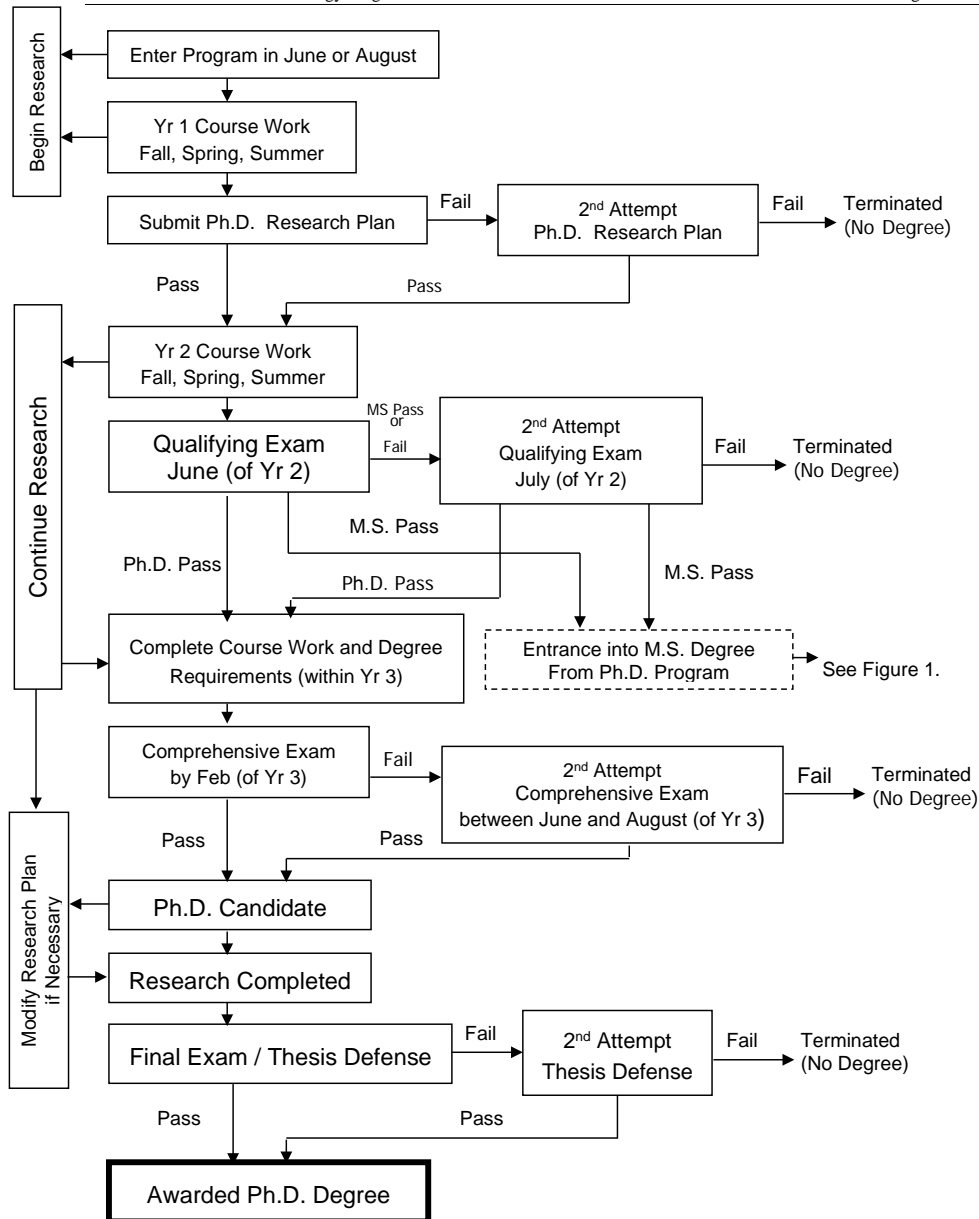 Enter Program in June or August
Begin Research
Yr 1 Course Work
Fall, Spring, Summer
Submit Ph.D. Research Plan
Fail
2nd Attempt
Ph.D. Research Plan
Fail
Terminated
(No Degree)
Pass
Pass
Continue Research
Yr 2 Course Work
Fall, Spring, Summer
Qualifying Exam
June (of Yr 2)
MS Pass
or
Fail
2nd Attempt
Qualifying Exam
July (of Yr 2)
Fail
Terminated
(No Degree)
M.S. Pass
Ph.D. Pass
Ph.D. Pass
M.S. Pass
Complete Course Work and Degree
Requirements (within Yr 3)
Entrance into M.S. Degree
From Ph.D. Program
See Figure 1.
Comprehensive Exam
by Feb (of Yr 3)
Fail
2nd Attempt
Comprehensive Exam
between June and August (of Yr 3)
Fail
Terminated
(No Degree)
Pass
Pass
Modify Research Plan
if Necessary
Ph.D. Candidate
Research Completed
Final Exam / Thesis Defense
Fail
2nd Attempt
Thesis Defense
Fail
Terminated
(No Degree)
Pass
Pass
Awarded Ph.D. Degree